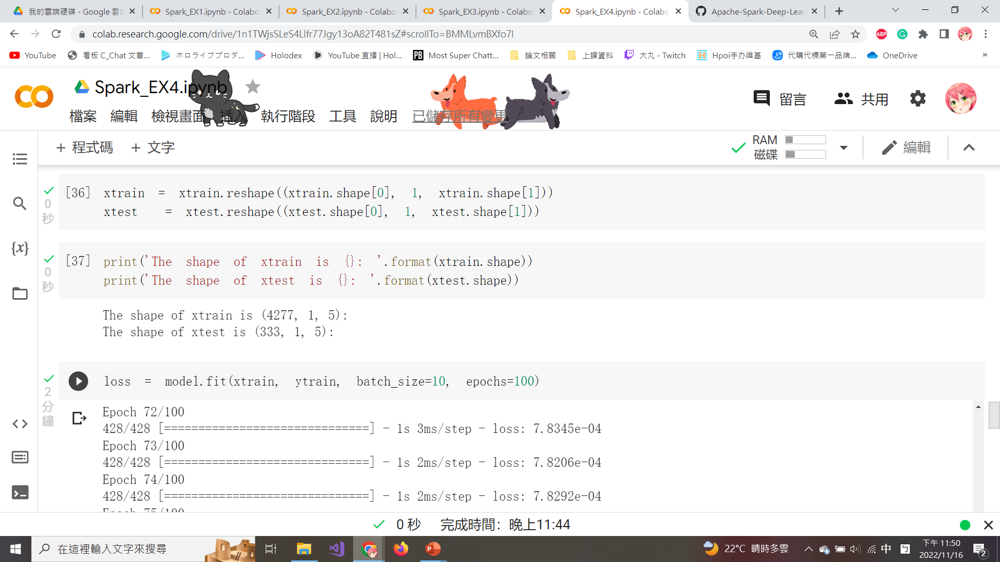 我的雲端硬碟 - Google 雲端
Spark_EX1.ipynb - Colabo
Spark_EX2.ipynb - Colabo
Spark_EX3.ipynb - Colabo
Spark_EX4.ipynb - Colabo
Apache-Spark-Deep-Lear
colab.research.google.com/drive/1n1TWjsSLeS4Llfr77Jgy13oA82T481sZ#scrollTo=BMMLvmBXfo7l
ABP
YouTube
看板 C_Chat 文章...
ホロライブプロダ...
Holodex
YouTube 直播 | Hol...
PB Most Super Chatt...
論文相關
上課資料
大丸 - Twitch
Hpoi手办维基
代購代標第一品牌...
OneDrive
»
Spark_EX4.ipynb
留言
共用
檔案 編輯 檢視畫面 插入 執行階段 工具 說明 已儲存所有變更
+ 程式碼 + 文字
RAM
磁碟
編輯
[36] xtrain = xtrain.reshape((xtrain.shape[0], 1, xtrain.shape[1]))
xtest = xtest.reshape((xtest.shape[0], 1, xtest.shape[1]))
0
秒
[37] print('The shape of xtrain is {}: '.format(xtrain.shape))
print('The shape of xtest is {}: '.format(xtest.shape))
0
秒
{x}
The shape of xtrain is (4277, 1, 5):
The shape of xtest is (333, 1, 5):
loss = model.fit(xtrain, ytrain, batch_size=10, epochs=100)
2
分
鐘
Epoch 72/100
428/428 [==============================] - 1s 3ms/step - loss: 7.8345e-04
Epoch 73/100
428/428 [==============================] - 1s 2ms/step - loss: 7.8206e-04
Epoch 74/100
428/428 [==============================] - 1s 2ms/step - loss: 7.8292e-04
Epoch 75/100
0 秒 完成時間: 晚上11:44
在這裡輸入文字來搜尋
22°C 晴時多雲
中
下午 11:50
2022/11/16
2